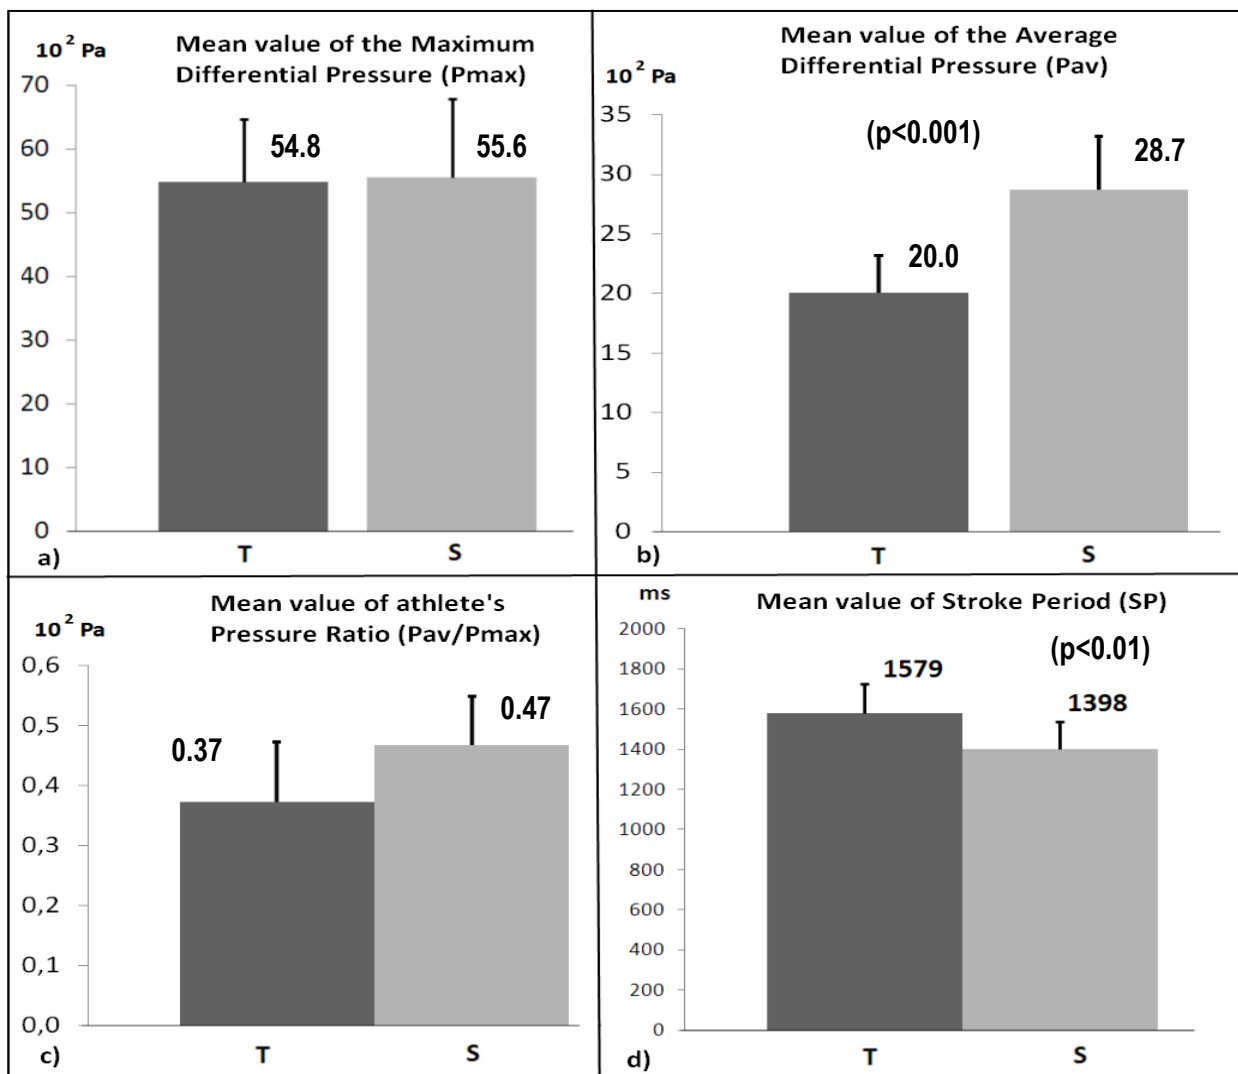 10² Pa
Mean value of the Maximum
Differential Pressure (Pmax)
70
60
50
40
30
20
10
0
54.8
55.6
a)
T
S
10² Pa
Mean value of the Average
Differential Pressure (Pav)
35
30
25
20
15
10
5
0
(p<0.001)
20.0
28.7
b)
T
S
10² Pa
Mean value of athlete's
Pressure Ratio (Pav/Pmax)
0,6
0,5
0,4
0,3
0,2
0,1
0,0
0.37
0.47
c)
T
S
ms
Mean value of Stroke Period (SP)
2000
1800
1600
1400
1200
1000
800
600
400
200
0
(p<0.01)
1579
1398
d)
T
S